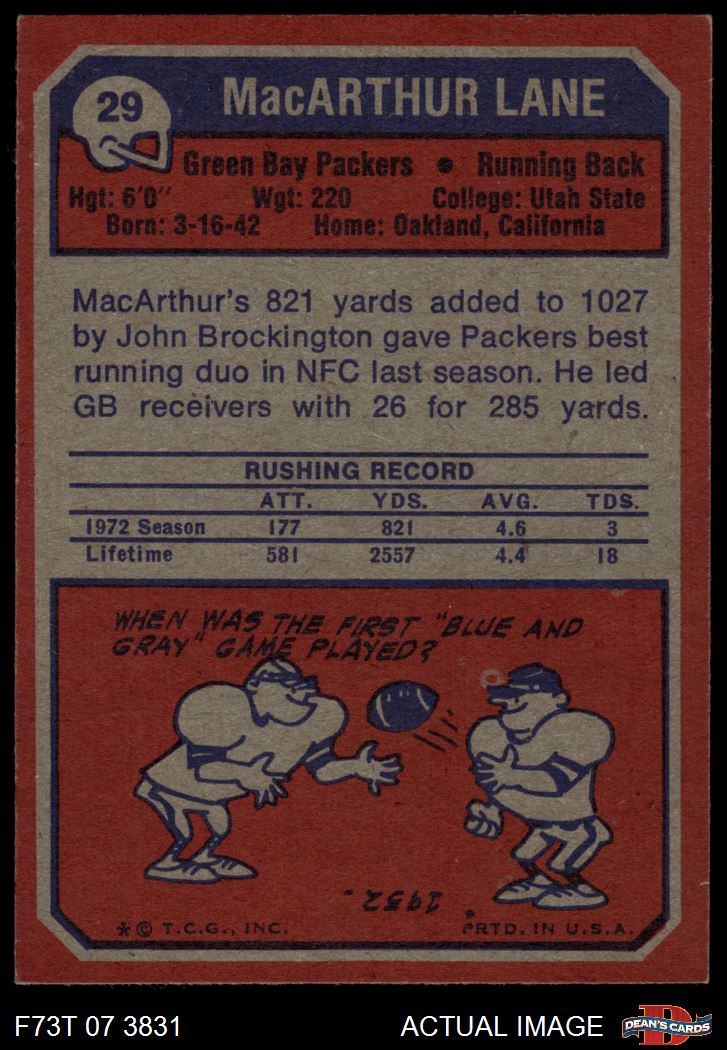 29
MacARTHUR LANE
Green Bay Packers • Running Back
Hgt: 6'0" Wgt: 220 College: Utah State
Born: 3-16-42 Home: Oakland, California
MacArthur's 821 yards added to 1027
by John Brockington gave Packers best
running duo in NFC last season. He led
GB receivers with 26 for 285 yards.
RUSHING RECORD
ATT. YDS. AVG. TDS.
1972 Season 177 821 4.6 3
Lifetime 581 2557 4.4 18
WHEN WAS THE FIRST "BLUE AND
GRAY" GAME PLAYED?
* © T.C.G., INC. PRTD. IN U.S.A.
F73T 07 3831 ACTUAL IMAGE
D
DEAN'S CARDS